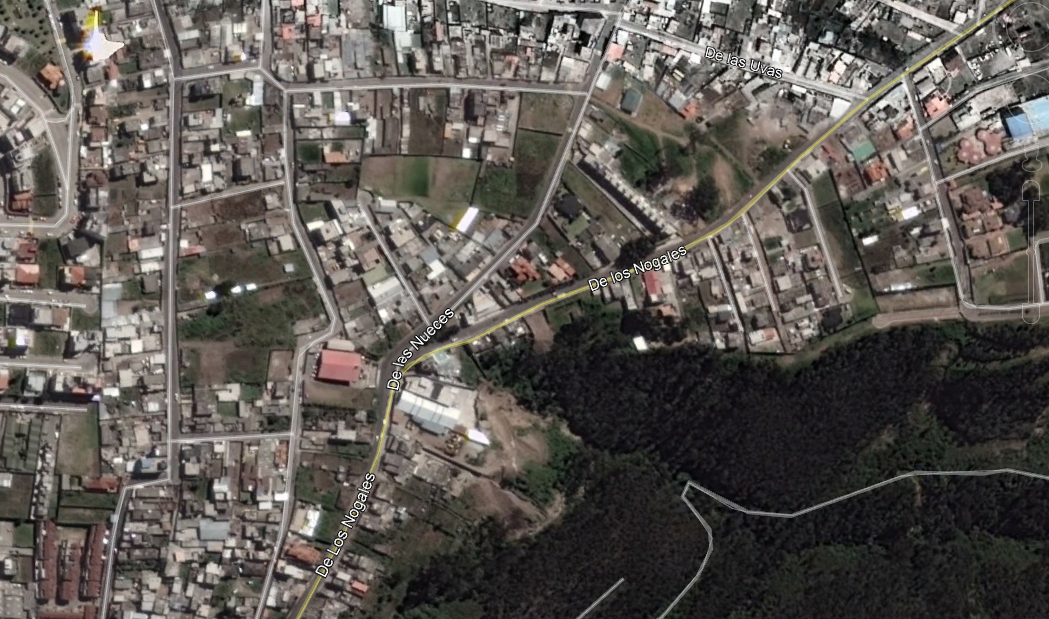 De las Uvas
De los Nogales
De las Nueces
De Los Nogales